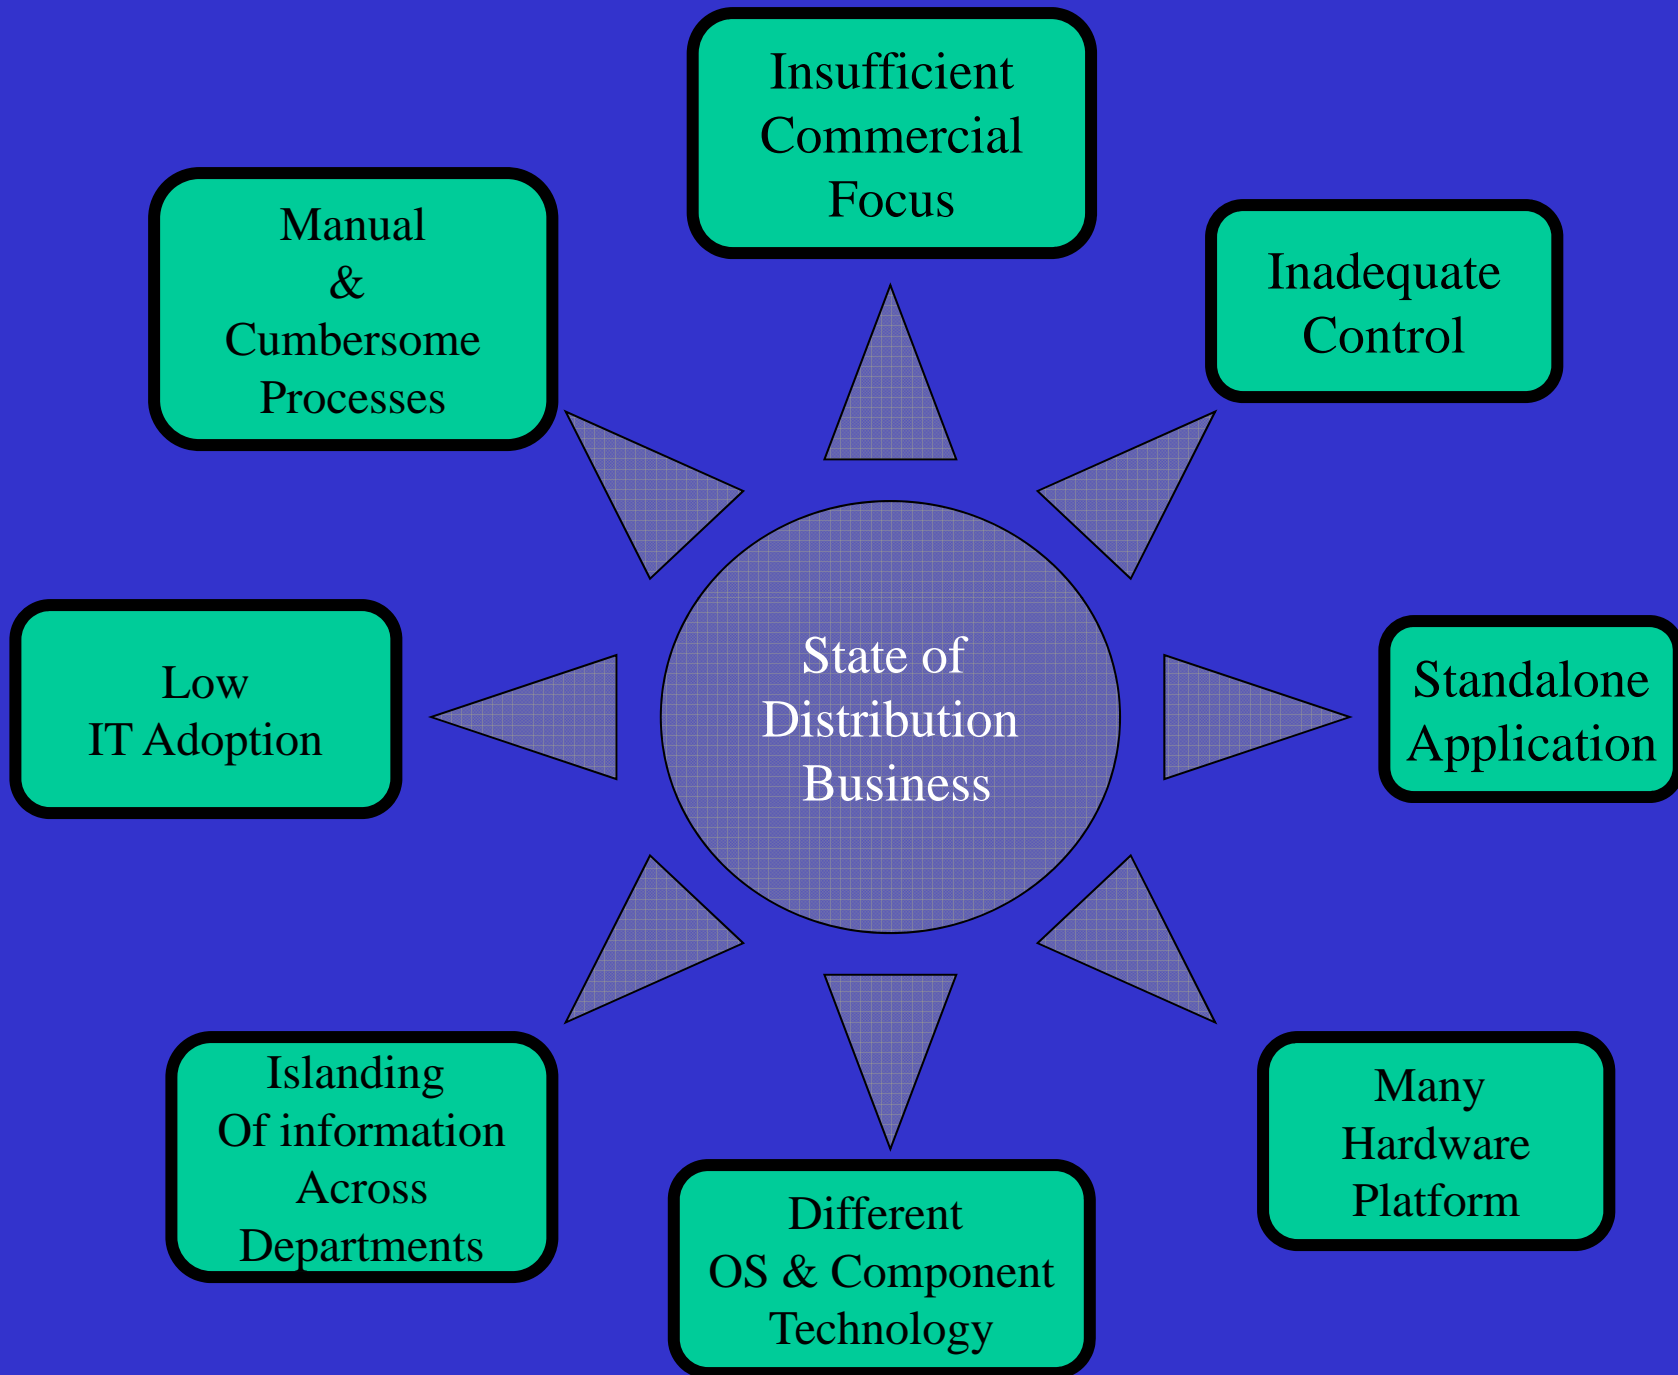 Insufficient
Commercial
Focus
Manual
&
Cumbersome
Processes
Inadequate
Control
Low
IT Adoption
State of
Distribution
Business
Standalone
Application
Islanding
Of information
Across
Departments
Many
Hardware
Platform
Different
OS & Component
Technology